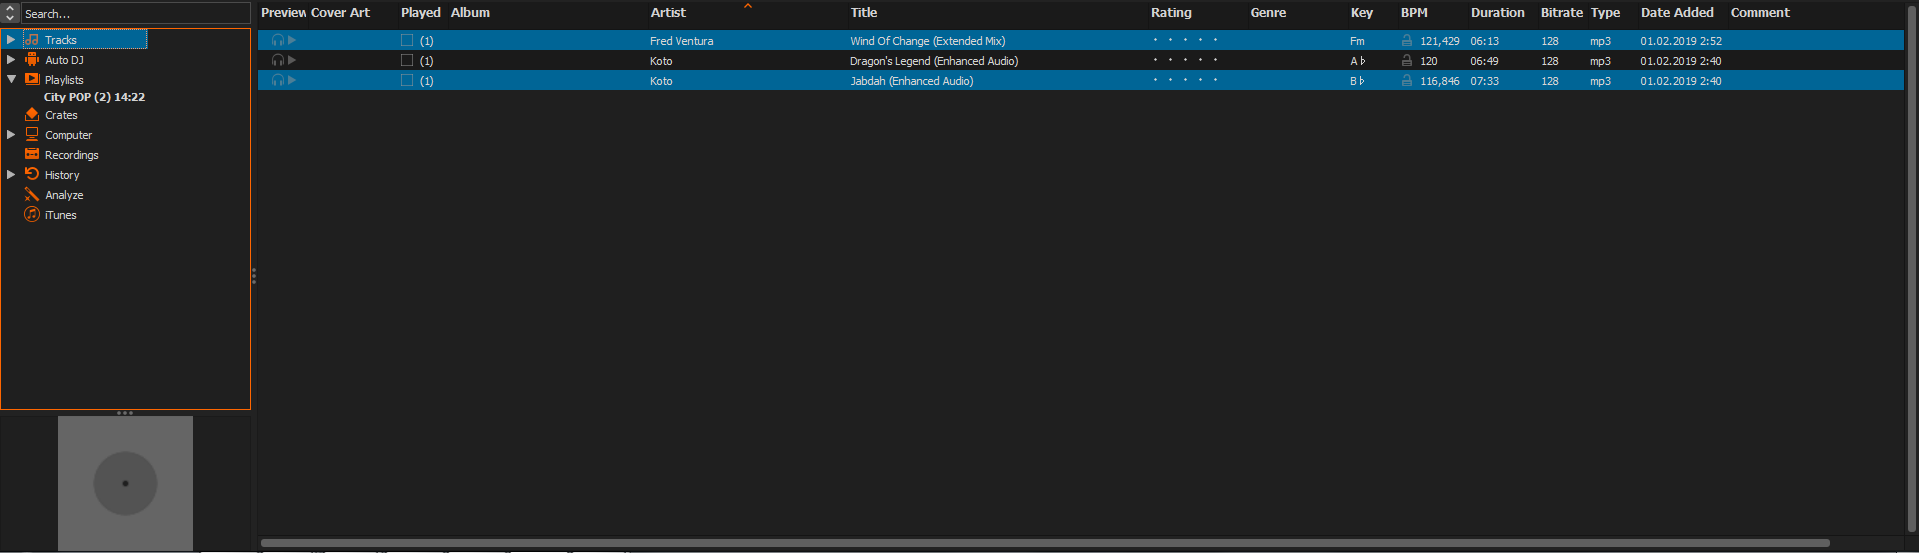 Search...
Tracks
Auto DJ
Playlists
City POP (2) 14:22
Crates
Computer
Recordings
History
Analyze
iTunes
Preview Cover Art Played Album Artist Title Rating Genre Key BPM Duration Bitrate Type Date Added Comment
(1) Fred Ventura Wind Of Change (Extended Mix) Fm 121,429 06:13 128 mp3 01.02.2019 2:52
(1) Koto Dragon's Legend (Enhanced Audio) A♭ 120 06:49 128 mp3 01.02.2019 2:40
(1) Koto Jabdah (Enhanced Audio) B♭ 116,846 07:33 128 mp3 01.02.2019 2:40